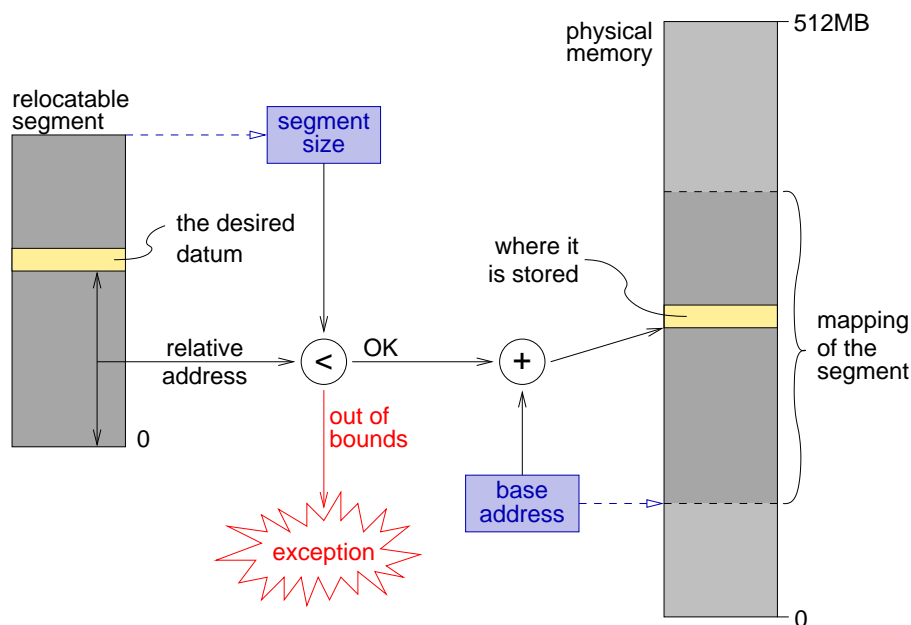 512MB
physical
memory
relocatable
segment
segment
size
the desired
datum
where it
is stored
mapping
of the
segment
relative
address
<
OK
+
0
out of
bounds
base
address
exception
0